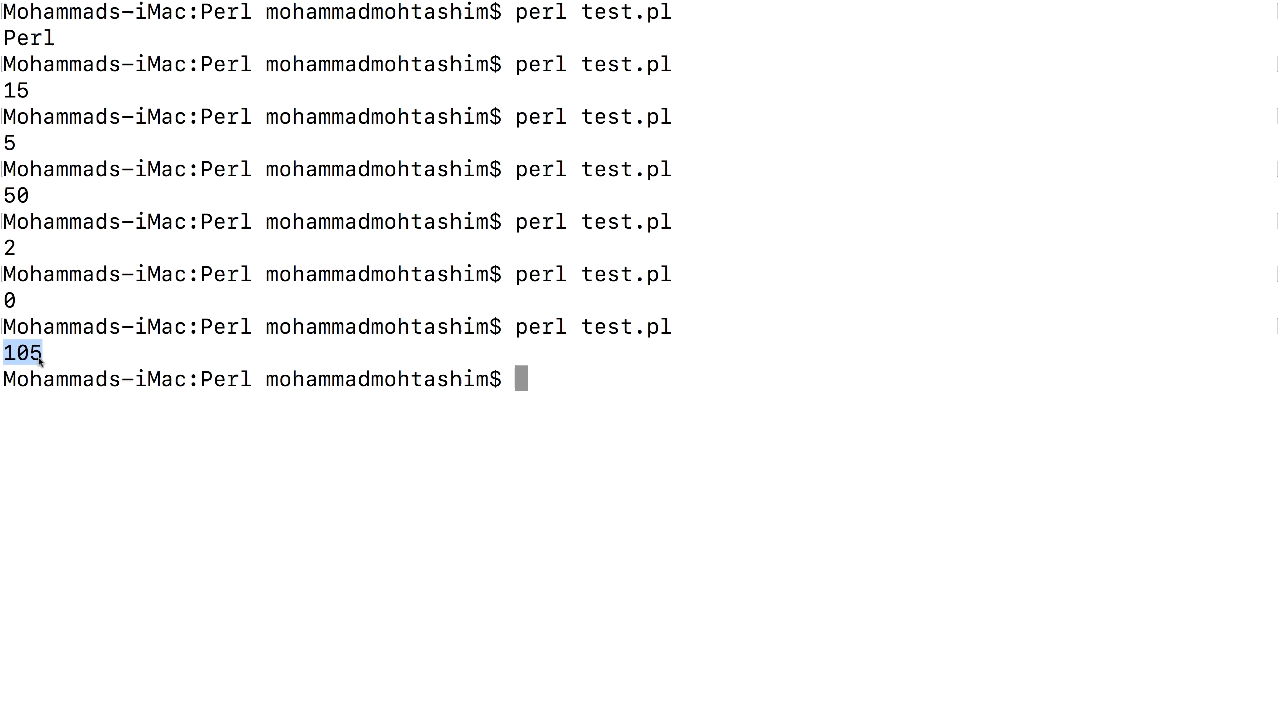 Mohammads-iMac:Perl mohammadmohtashim$ perl test.pl
Perl
Mohammads-iMac:Perl mohammadmohtashim$ perl test.pl
15
Mohammads-iMac:Perl mohammadmohtashim$ perl test.pl
5
Mohammads-iMac:Perl mohammadmohtashim$ perl test.pl
50
Mohammads-iMac:Perl mohammadmohtashim$ perl test.pl
2
Mohammads-iMac:Perl mohammadmohtashim$ perl test.pl
0
Mohammads-iMac:Perl mohammadmohtashim$ perl test.pl
105
Mohammads-iMac:Perl mohammadmohtashim$